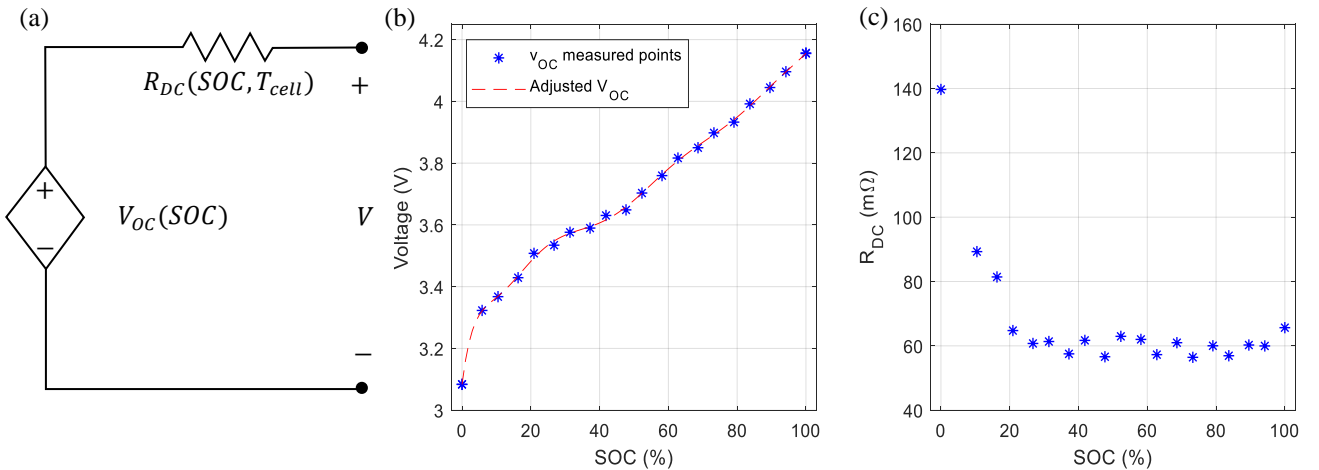 (a)
R_DC(SOC, T_cell)
+
+
−
V_OC(SOC)
V
−
(b)
Voltage (V)
4.2
4
3.8
3.6
3.4
3.2
3
v_OC measured points
Adjusted V_OC
0 20 40 60 80 100
SOC (%)
(c)
R_DC (mΩ)
160
140
120
100
80
60
40
0 20 40 60 80 100
SOC (%)